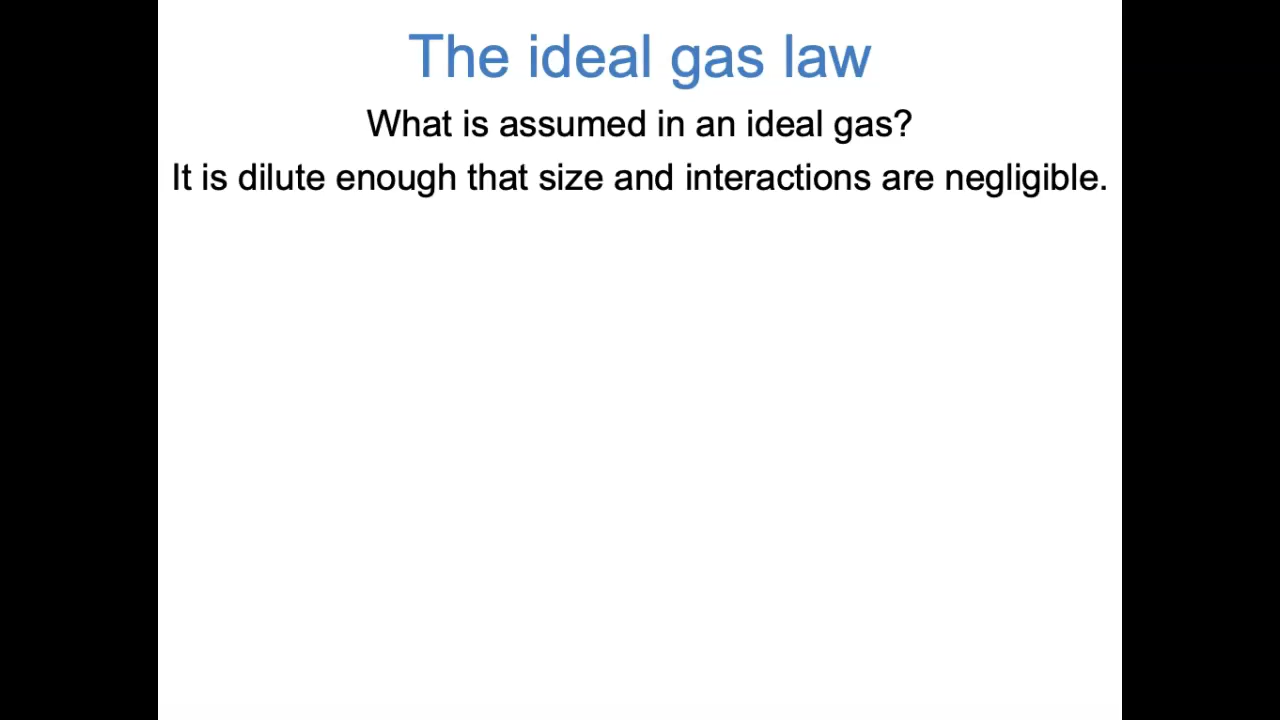 The ideal gas law
What is assumed in an ideal gas?
It is dilute enough that size and interactions are negligible.